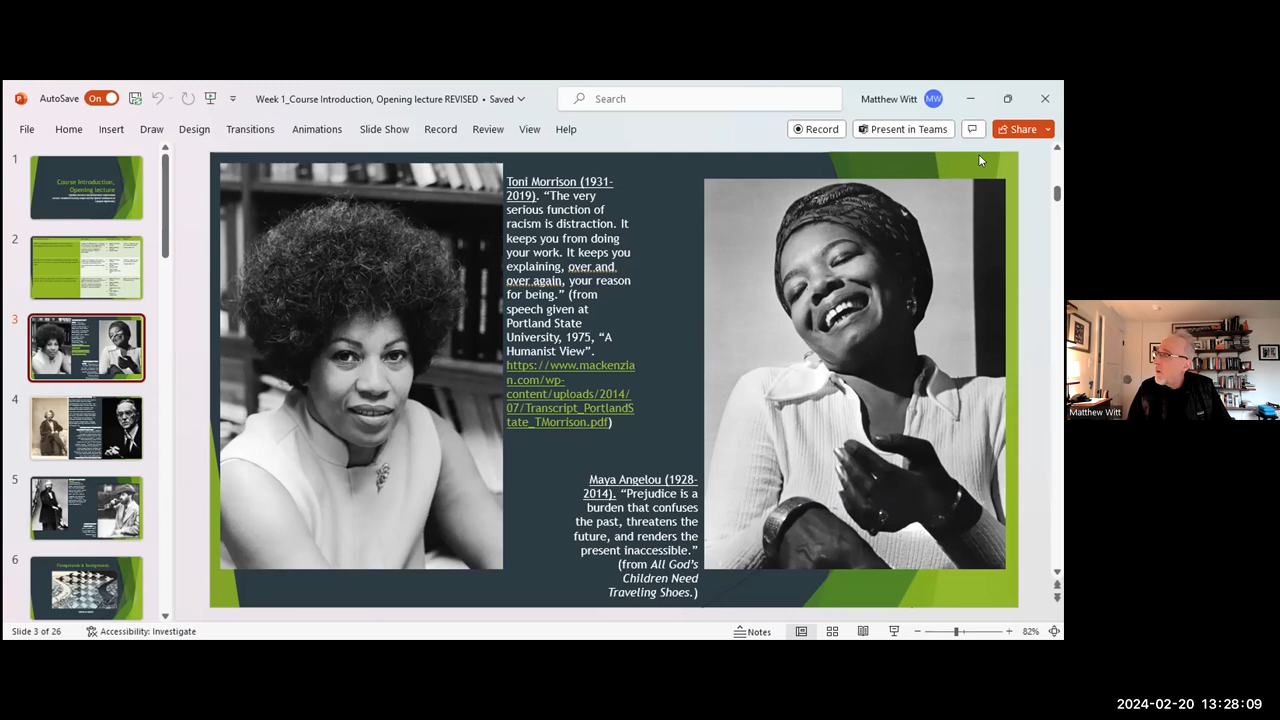 AutoSave On
Week 1_Course Introduction, Opening lecture REVISED • Saved
Search
Matthew Witt MW
File Home Insert Draw Design Transitions Animations Slide Show Record Review View Help
Record Present in Teams Share
1
Course Introduction,
Opening lecture
2
3
4
5
6
Foregrounds & Backgrounds
Toni Morrison (1931-
2019). “The very
serious function of
racism is distraction. It
keeps you from doing
your work. It keeps you
explaining, over and
over again, your reason
for being.” (from
speech given at
Portland State
University, 1975, “A
Humanist View”.
https://www.mackenzia
n.com/wp-
content/uploads/2014/
07/Transcript_PortlandS
tate_TMorrison.pdf)
Maya Angelou (1928-
2014). “Prejudice is a
burden that confuses
the past, threatens the
future, and renders the
present inaccessible.”
(from All God’s
Children Need
Traveling Shoes.)
Matthew Witt
Slide 3 of 26 Accessibility: Investigate Notes 82%
2024-02-20 13:28:09